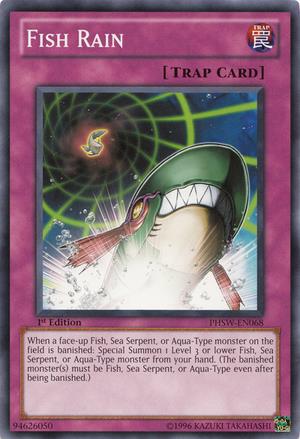 Fish Rain
TRAP
罠
[Trap Card]
1st Edition
PHSW-EN068
When a face-up Fish, Sea Serpent, or Aqua-Type monster on
the field is banished: Special Summon 1 Level 3 or lower Fish, Sea
Serpent, or Aqua-Type monster from your hand. (The banished
monster(s) must be Fish, Sea Serpent, or Aqua-Type even after
being banished.)
94626050
©1996 KAZUKI TAKAHASHI